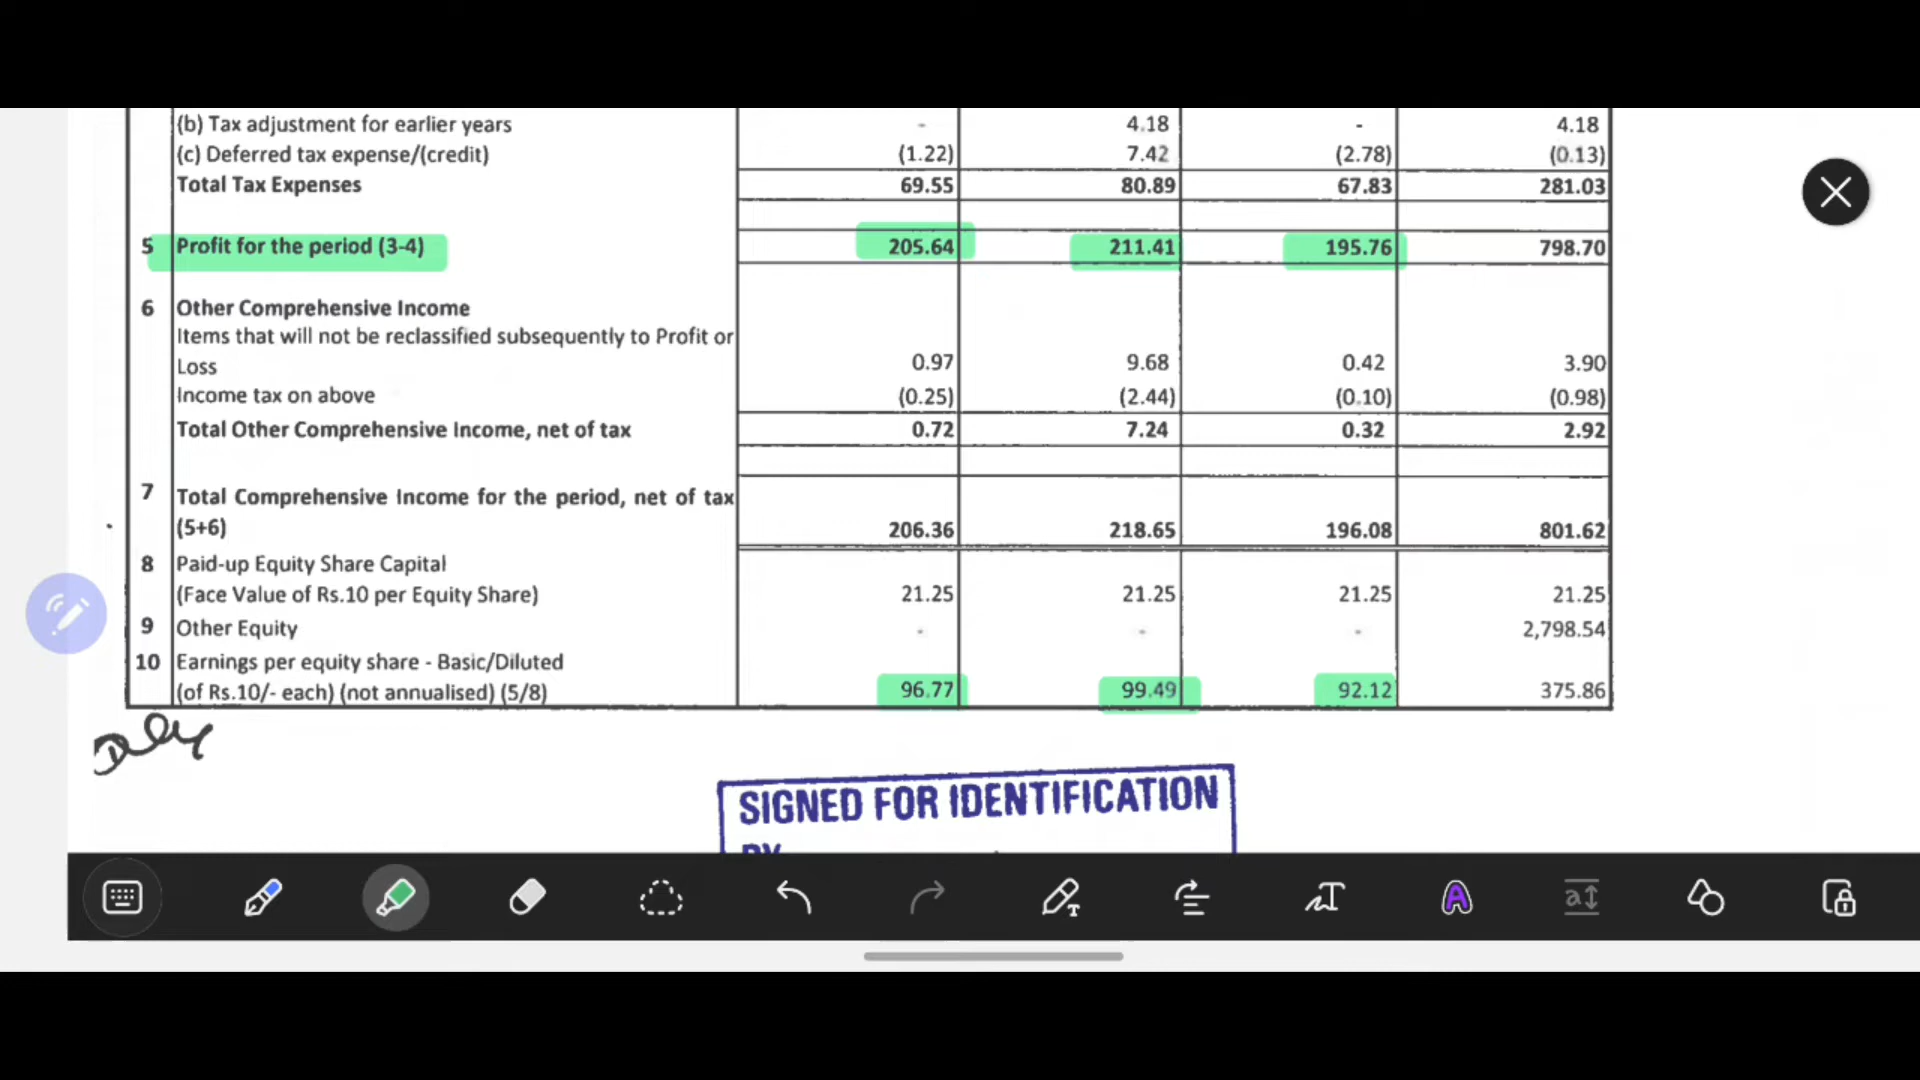 (b) Tax adjustment for earlier years - 4.18 - 4.18
(c) Deferred tax expense/(credit) (1.22) 7.42 (2.78) (0.13)
Total Tax Expenses 69.55 80.89 67.83 281.03
5 Profit for the period (3-4) 205.64 211.41 195.76 798.70
6 Other Comprehensive Income
Items that will not be reclassified subsequently to Profit or
Loss 0.97 9.68 0.42 3.90
Income tax on above (0.25) (2.44) (0.10) (0.98)
Total Other Comprehensive Income, net of tax 0.72 7.24 0.32 2.92
7 Total Comprehensive Income for the period, net of tax
(5+6) 206.36 218.65 196.08 801.62
8 Paid-up Equity Share Capital
(Face Value of Rs.10 per Equity Share) 21.25 21.25 21.25 21.25
9 Other Equity - - - 2,798.54
10 Earnings per equity share - Basic/Diluted
(of Rs.10/- each) (not annualised) (5/8) 96.77 99.49 92.12 375.86
SIGNED FOR IDENTIFICATION
BY